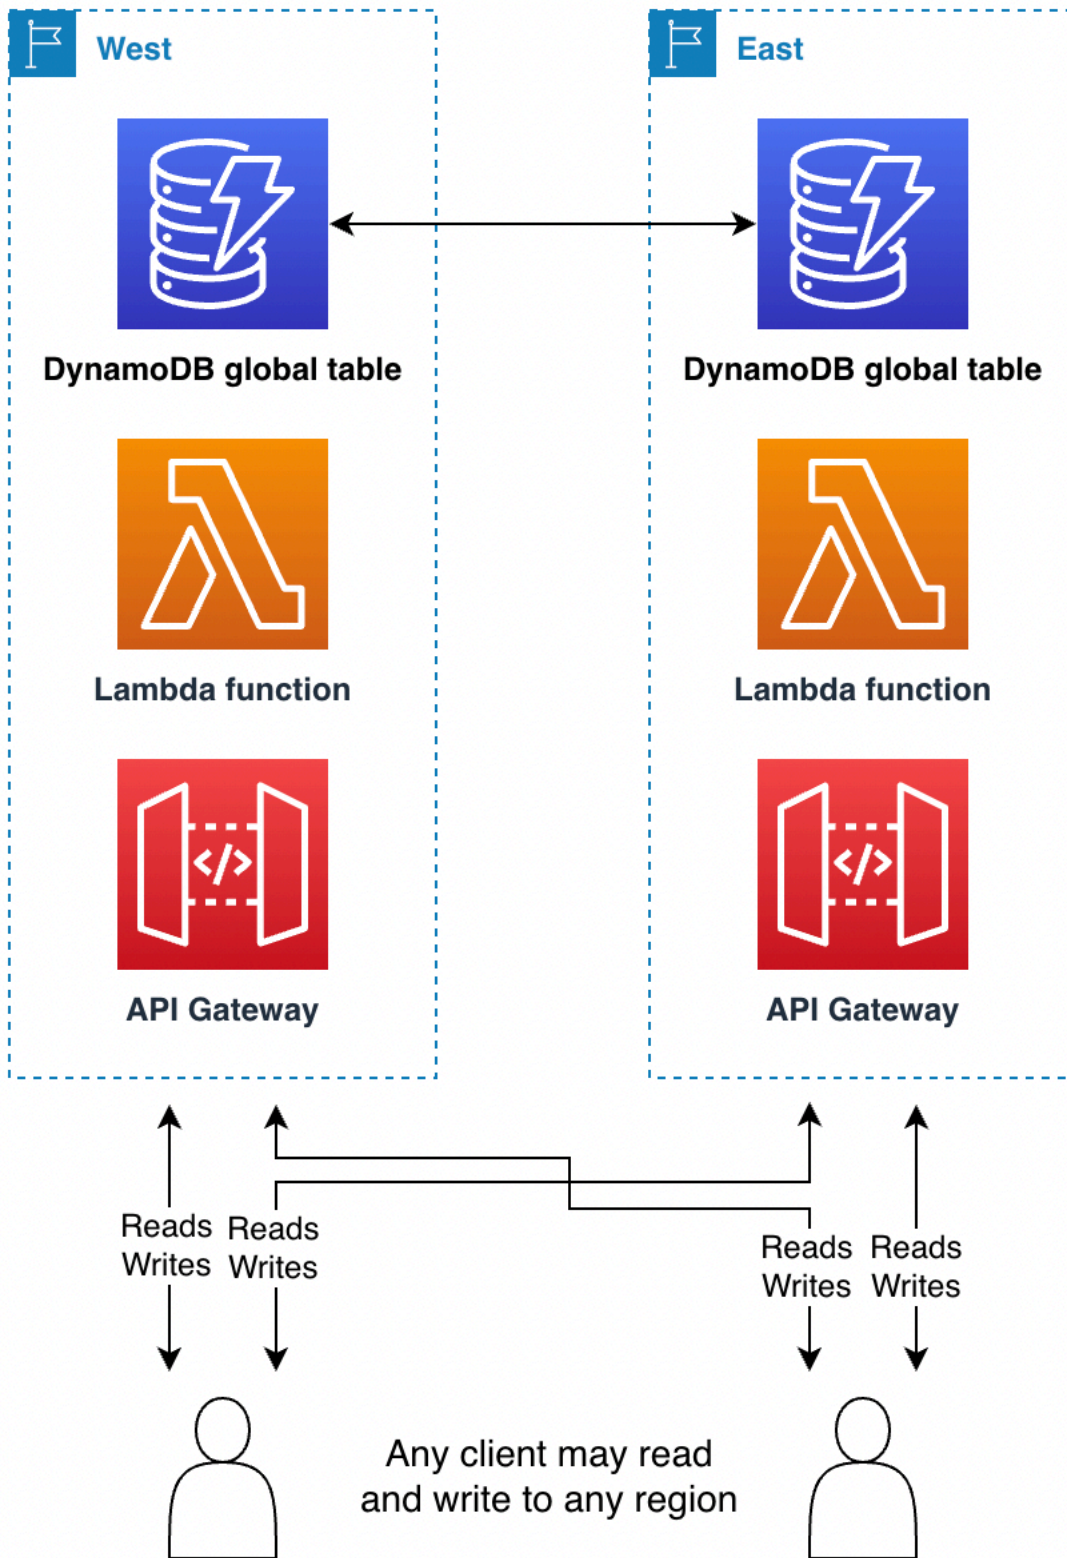 West
East
DynamoDB global table
DynamoDB global table
Lambda function
Lambda function
</>
</>
API Gateway
API Gateway
Reads
Writes
Reads
Writes
Reads
Writes
Reads
Writes
Any client may read
and write to any region